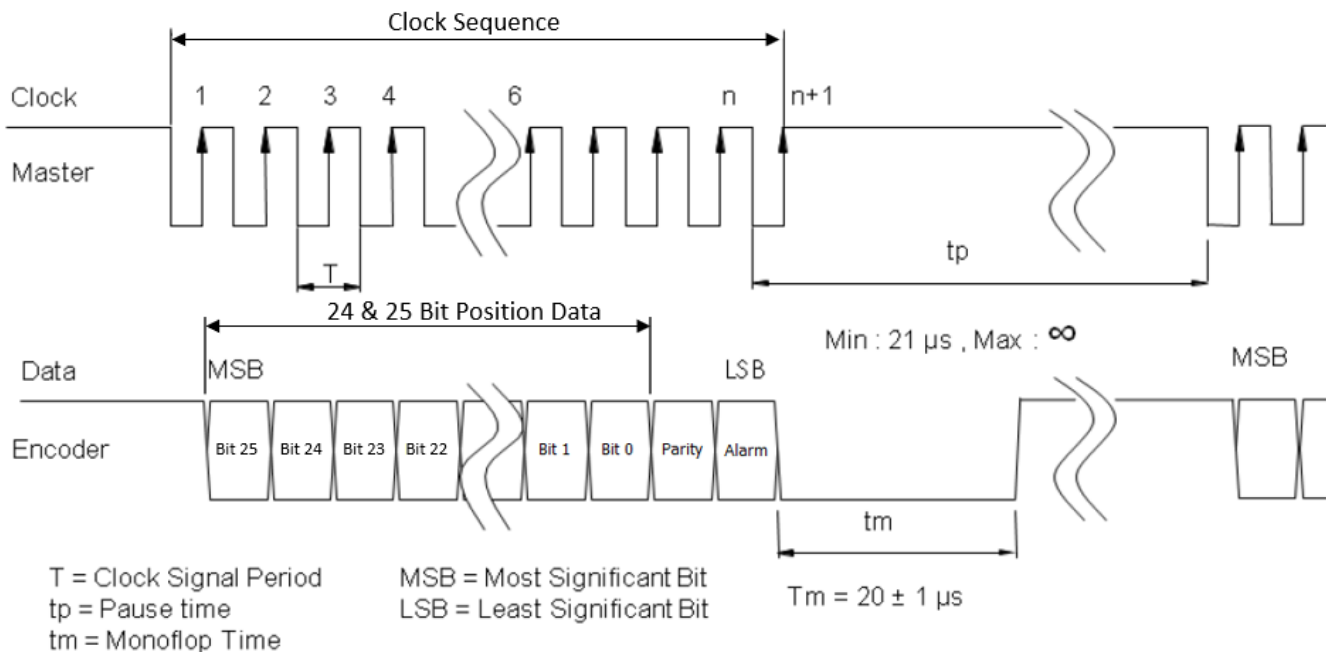 Clock Sequence
Clock 1 2 3 4 6 n n+1
Master
T
tp
24 & 25 Bit Position Data
Min : 21 µs , Max : ∞
Data MSB LSB MSB
Encoder Bit 25 Bit 24 Bit 23 Bit 22 Bit 1 Bit 0 Parity Alarm
tm
T = Clock Signal Period MSB = Most Significant Bit
Tm = 20 ± 1 µs
tp = Pause time LSB = Least Significant Bit
tm = Monoflop Time